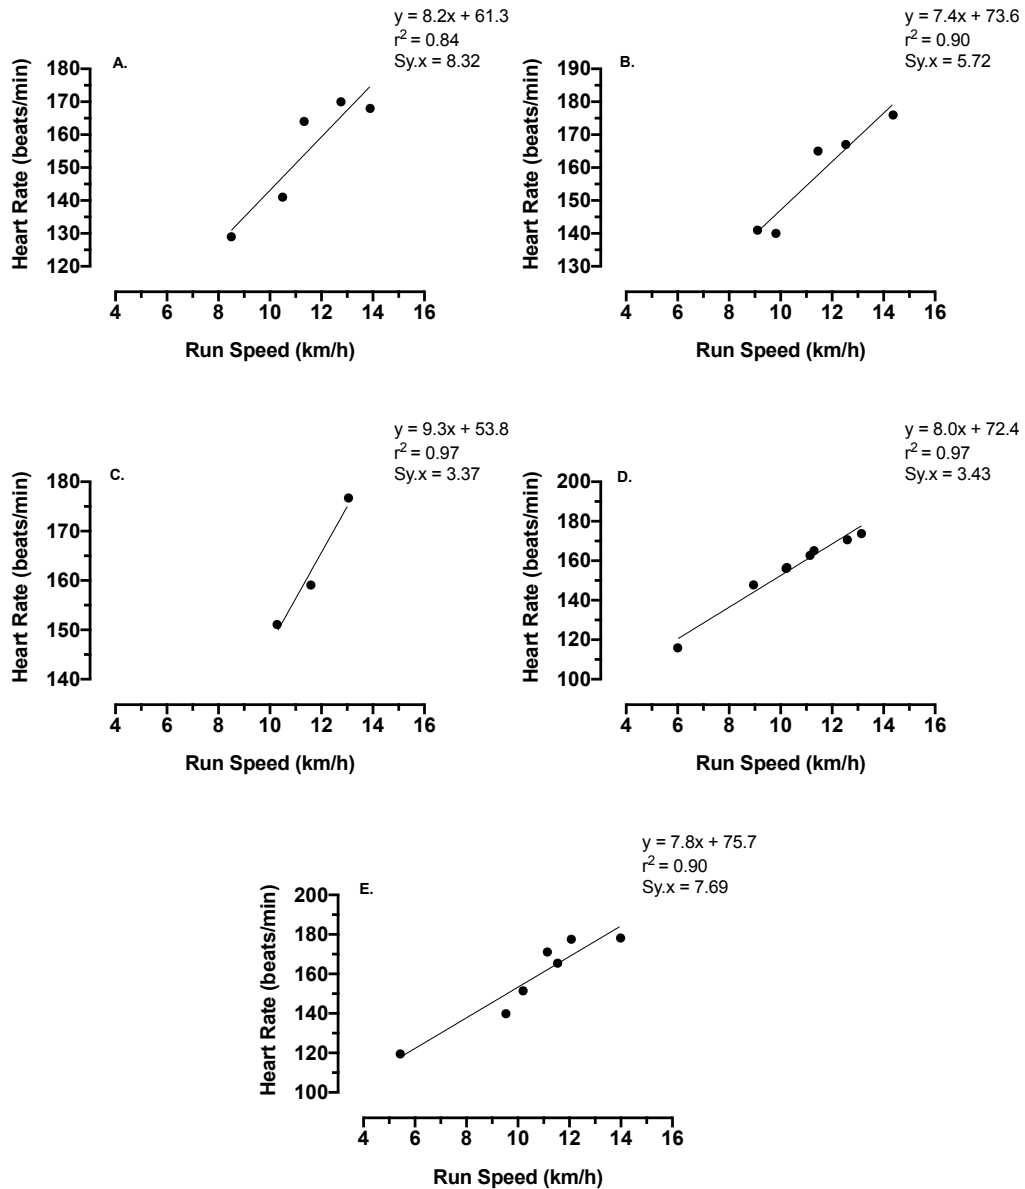 y = 8.2x + 61.3
r² = 0.84
Sy.x = 8.32
A.
180
170
160
150
140
130
120
Heart Rate (beats/min)
4 6 8 10 12 14 16
Run Speed (km/h)
y = 7.4x + 73.6
r² = 0.90
Sy.x = 5.72
B.
190
180
170
160
150
140
130
Heart Rate (beats/min)
4 6 8 10 12 14 16
Run Speed (km/h)
y = 9.3x + 53.8
r² = 0.97
Sy.x = 3.37
C.
180
170
160
150
140
Heart Rate (beats/min)
4 6 8 10 12 14 16
Run Speed (km/h)
y = 8.0x + 72.4
r² = 0.97
Sy.x = 3.43
D.
200
180
160
140
120
100
Heart Rate (beats/min)
4 6 8 10 12 14 16
Run Speed (km/h)
y = 7.8x + 75.7
r² = 0.90
Sy.x = 7.69
E.
200
180
160
140
120
100
Heart Rate (beats/min)
4 6 8 10 12 14 16
Run Speed (km/h)